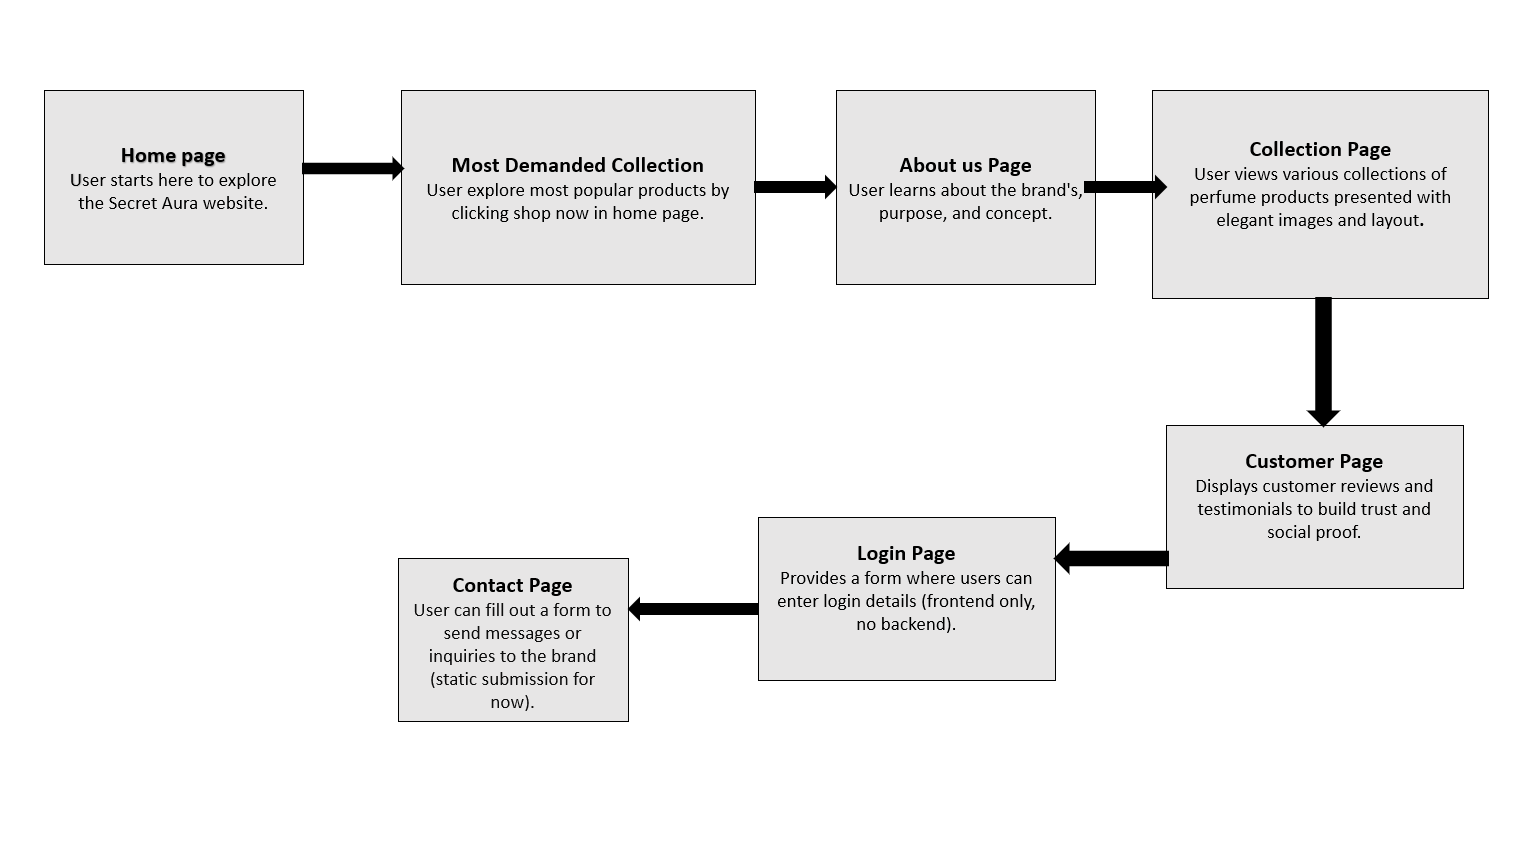 Home page
User starts here to explore
the Secret Aura website.
Most Demanded Collection
User explore most popular products by
clicking shop now in home page.
About us Page
User learns about the brand's,
purpose, and concept.
Collection Page
User views various collections of
perfume products presented with
elegant images and layout.
Customer Page
Displays customer reviews and
testimonials to build trust and
social proof.
Login Page
Provides a form where users can
enter login details (frontend only,
no backend).
Contact Page
User can fill out a form to
send messages or
inquiries to the brand
(static submission for
now).